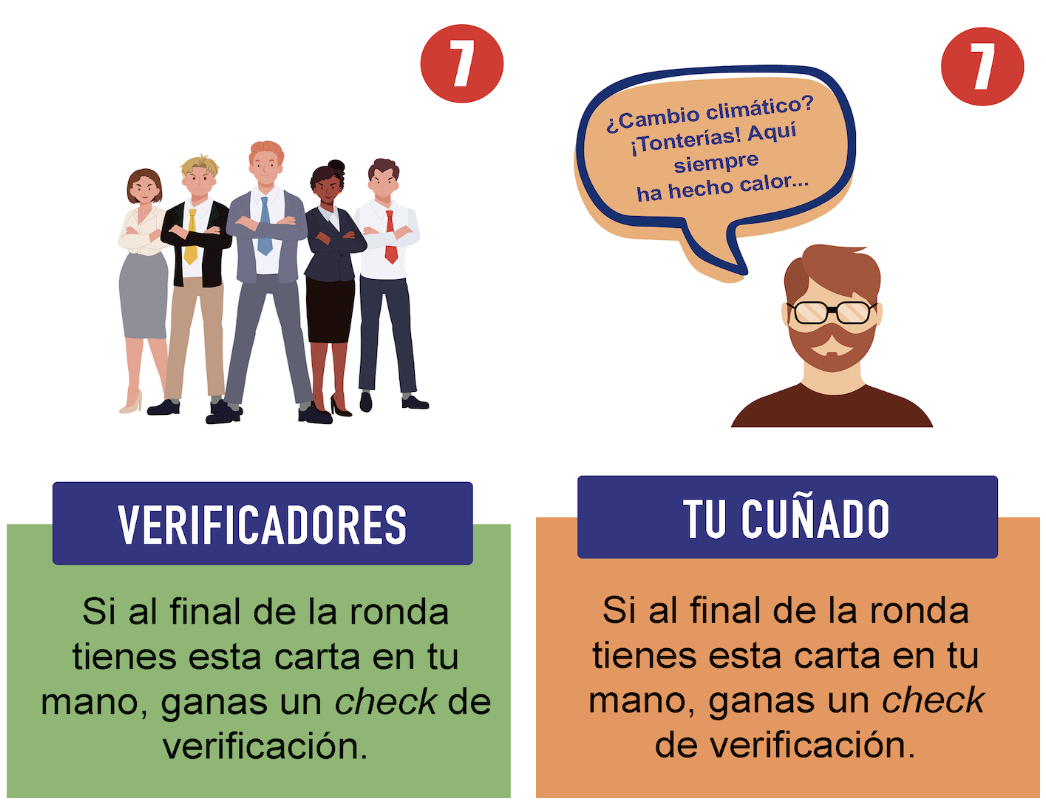 7
VERIFICADORES
Si al final de la ronda
tienes esta carta en tu
mano, ganas un check de
verificación.
7
¿Cambio climático?
¡Tonterías! Aquí
siempre
ha hecho calor...
TU CUÑADO
Si al final de la ronda
tienes esta carta en tu
mano, ganas un check
de verificación.